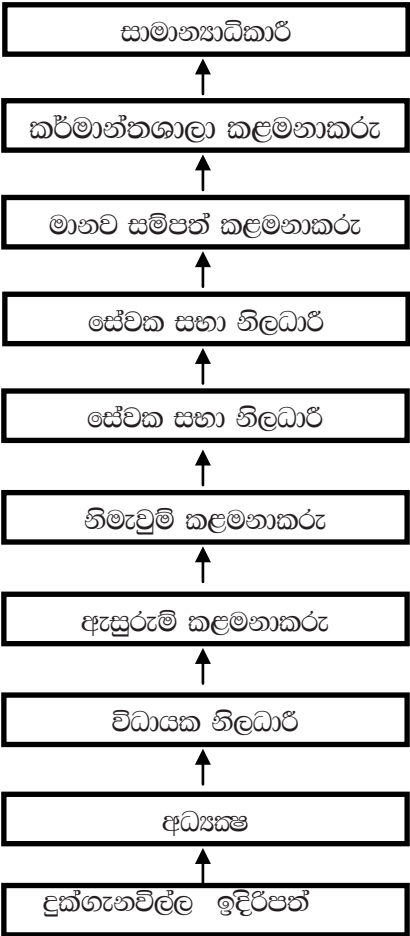 සාමාන්‍යාධිකාරී
කර්මාන්තශාලා කළමනාකරු
මානව සම්පත් කළමනාකරු
සේවක සභා නිලධාරී
සේවක සභා නිලධාරී
නිමැවුම් කළමනාකරු
ඇසුරුම් කළමනාකරු
විධායක නිලධාරී
අධ්‍යක්‍ෂ
දුක්ගැනවිල්ල ඉදිරිපත්